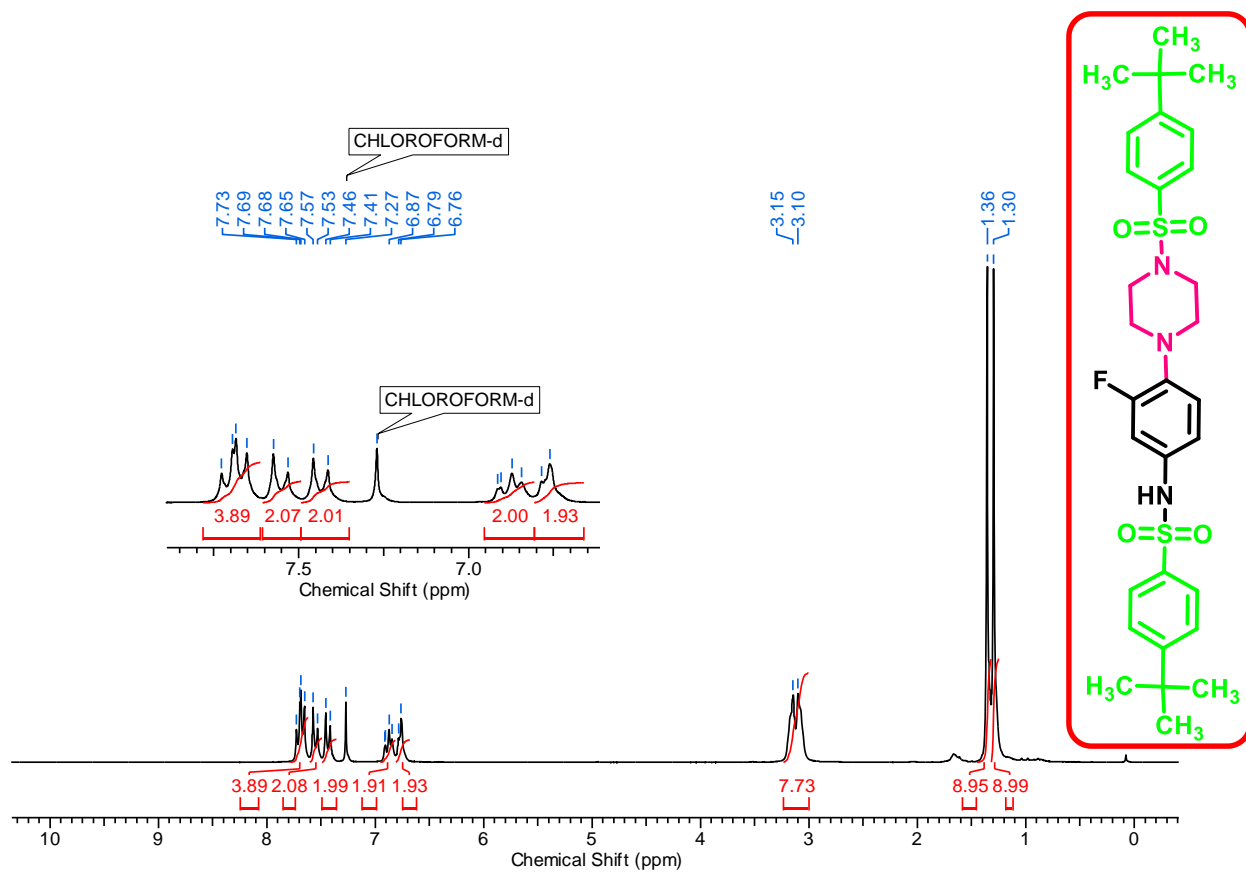 CHLOROFORM-d
7.73
7.69
7.68
7.65
7.57
7.53
7.46
7.41
7.27
6.87
6.79
6.76
3.15
3.10
1.36
1.30
CHLOROFORM-d
3.89 2.07 2.01 2.00 1.93
7.5 7.0
Chemical Shift (ppm)
3.89 2.08 1.99 1.91 1.93 7.73 8.95 8.99
10 9 8 7 6 5 4 3 2 1 0
Chemical Shift (ppm)
CH3
H3C CH3
O=S=O
N
N
F
HN
O=S=O
H3C CH3
CH3